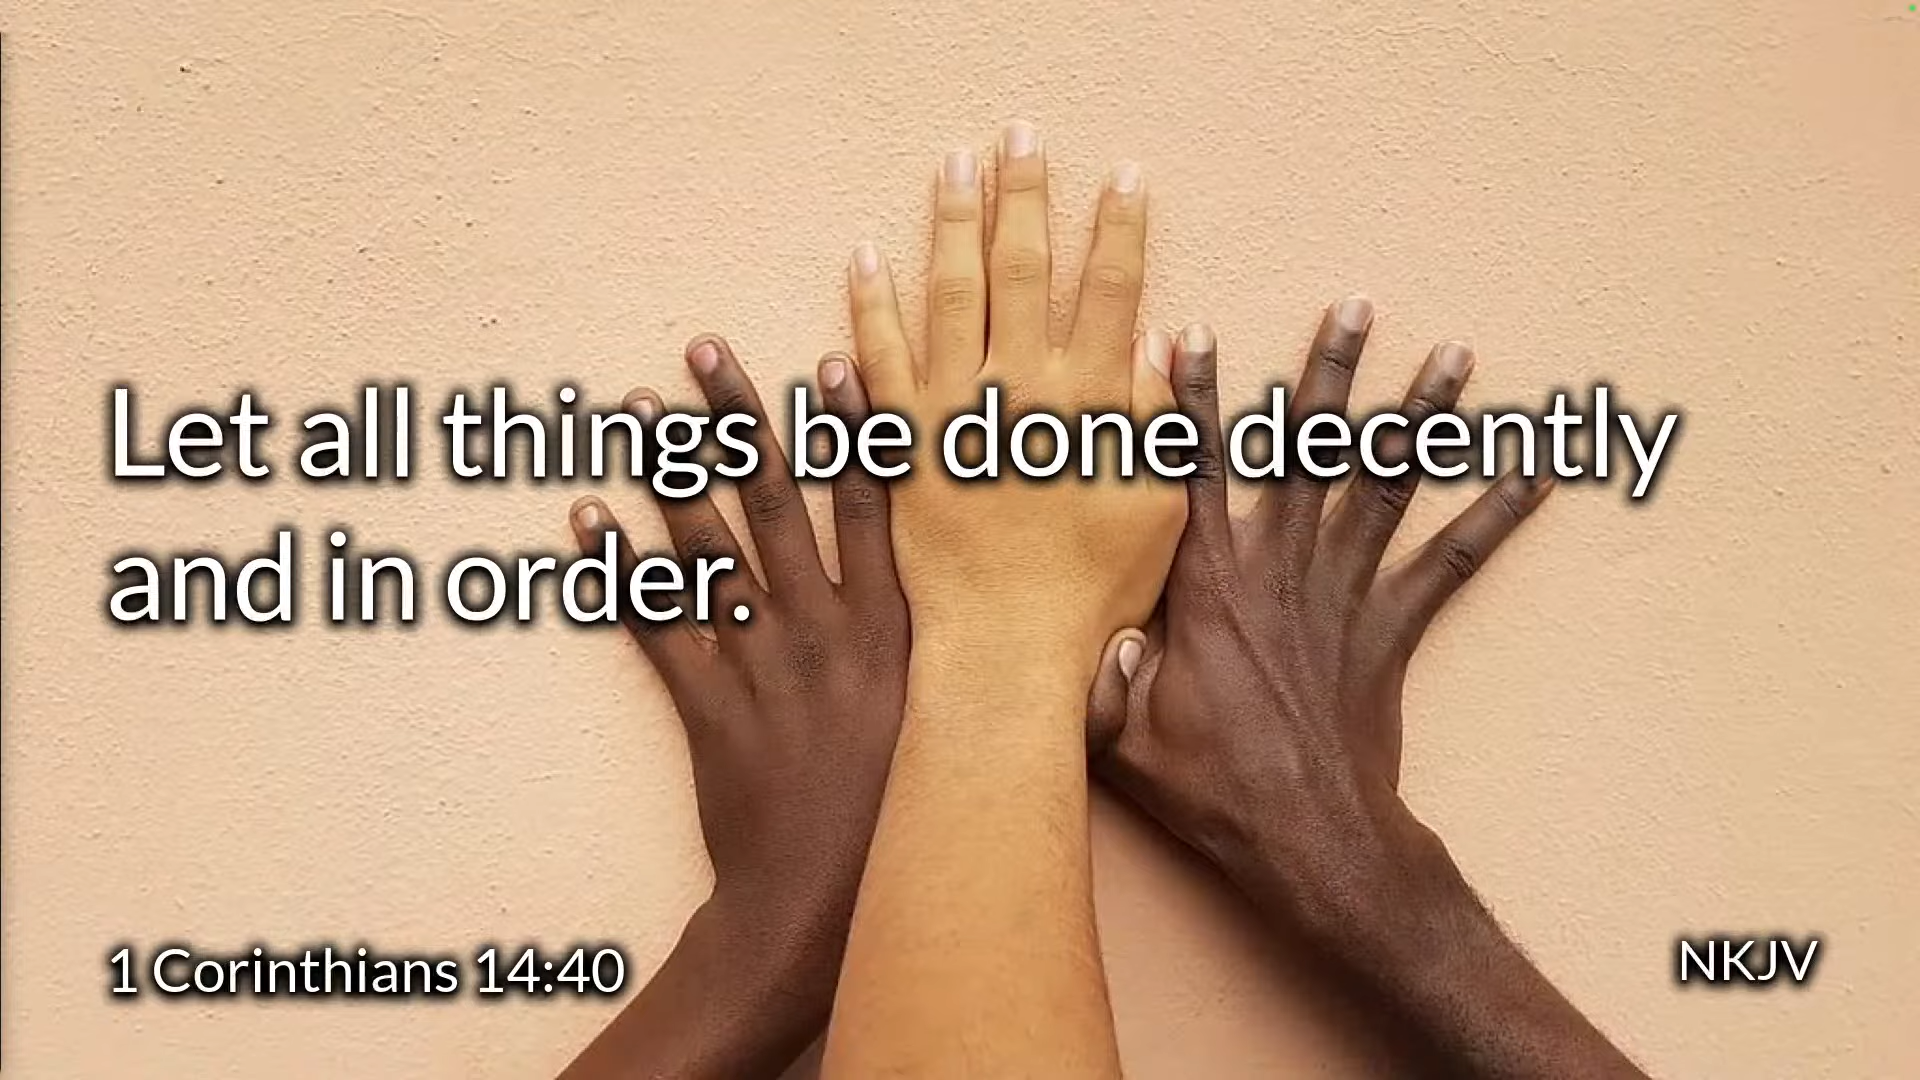 Let all things be done decently
and in order.
1 Corinthians 14:40
NKJV